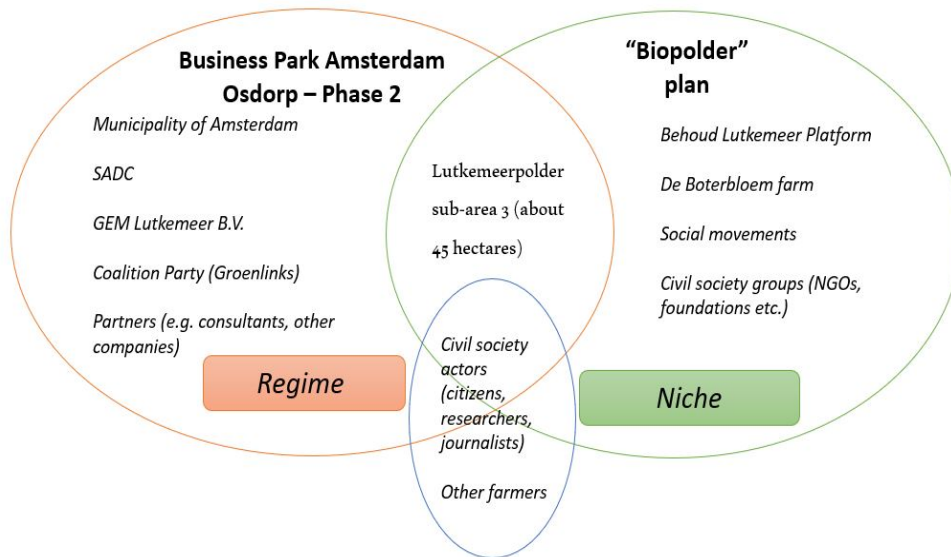 Business Park Amsterdam
Osdorp – Phase 2
Municipality of Amsterdam
SADC
GEM Lutkemeer B.V.
Coalition Party (Groenlinks)
Partners (e.g. consultants, other
companies)
Regime
Lutkemeerpolder
sub-area 3 (about
45 hectares)
Civil society
actors
(citizens,
researchers,
journalists)
Other farmers
“Biopolder”
plan
Behoud Lutkemeer Platform
De Boterbloem farm
Social movements
Civil society groups (NGOs,
foundations etc.)
Niche